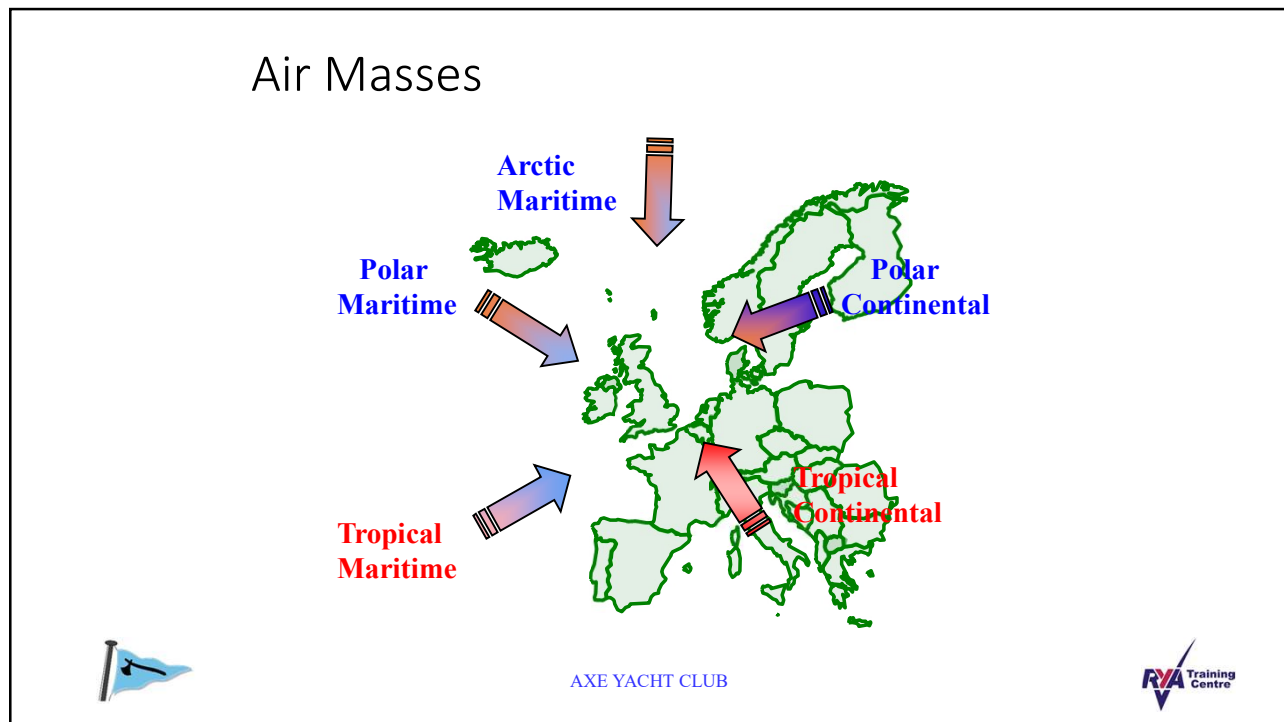 Air Masses
Arctic
Maritime
Polar
Maritime
Polar
Continental
Tropical
Continental
Tropical
Maritime
AXE YACHT CLUB
RYA Training
Centre